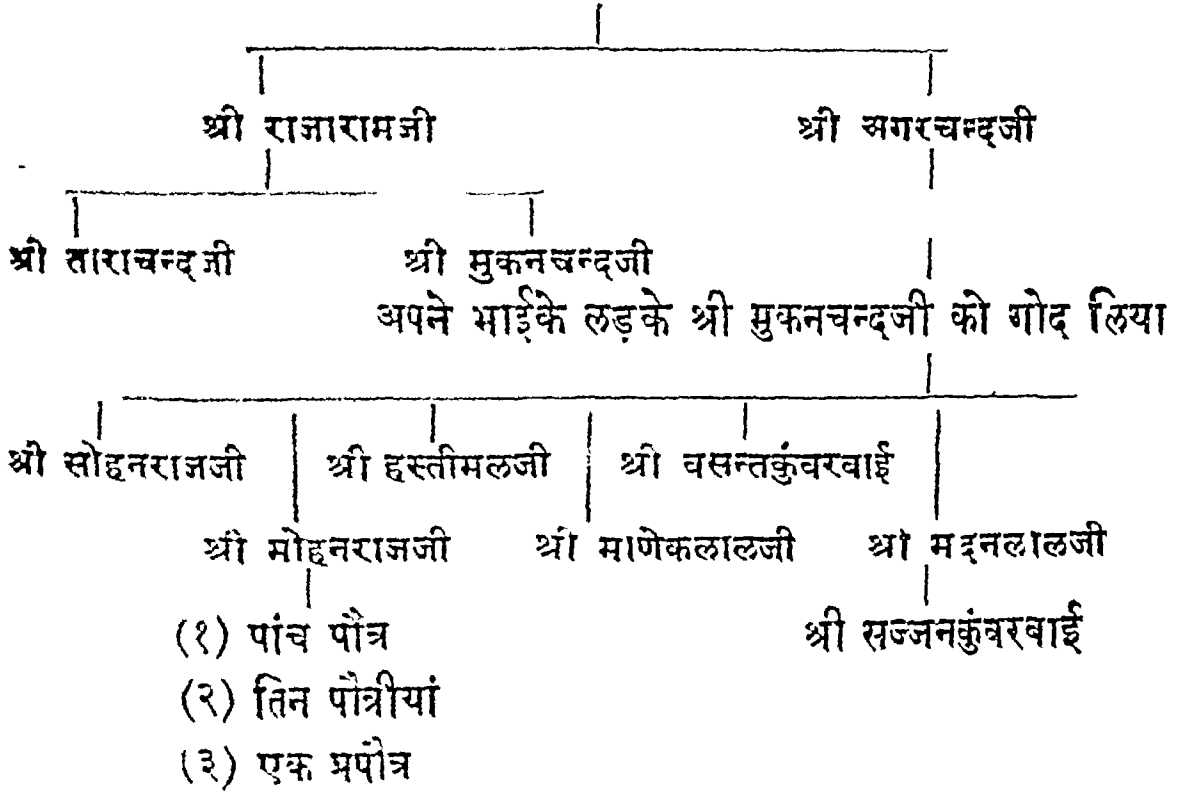 श्री राजारामजी श्री अगरचन्दजी
श्री ताराचन्दजी श्री मुकनचन्दजी
अपने भाईके लड़के श्री मुकनचन्दजी को गोद लिया
श्री सोहनराजजी श्री हस्तीमलजी श्री वसन्तकुंवरबाई
श्री मोहनराजजी श्री माणेकलालजी श्री मदनलालजी
(१) पांच पौत्र श्री सज्जनकुंवरबाई
(२) तिन पौत्रीयां
(३) एक प्रपौत्र